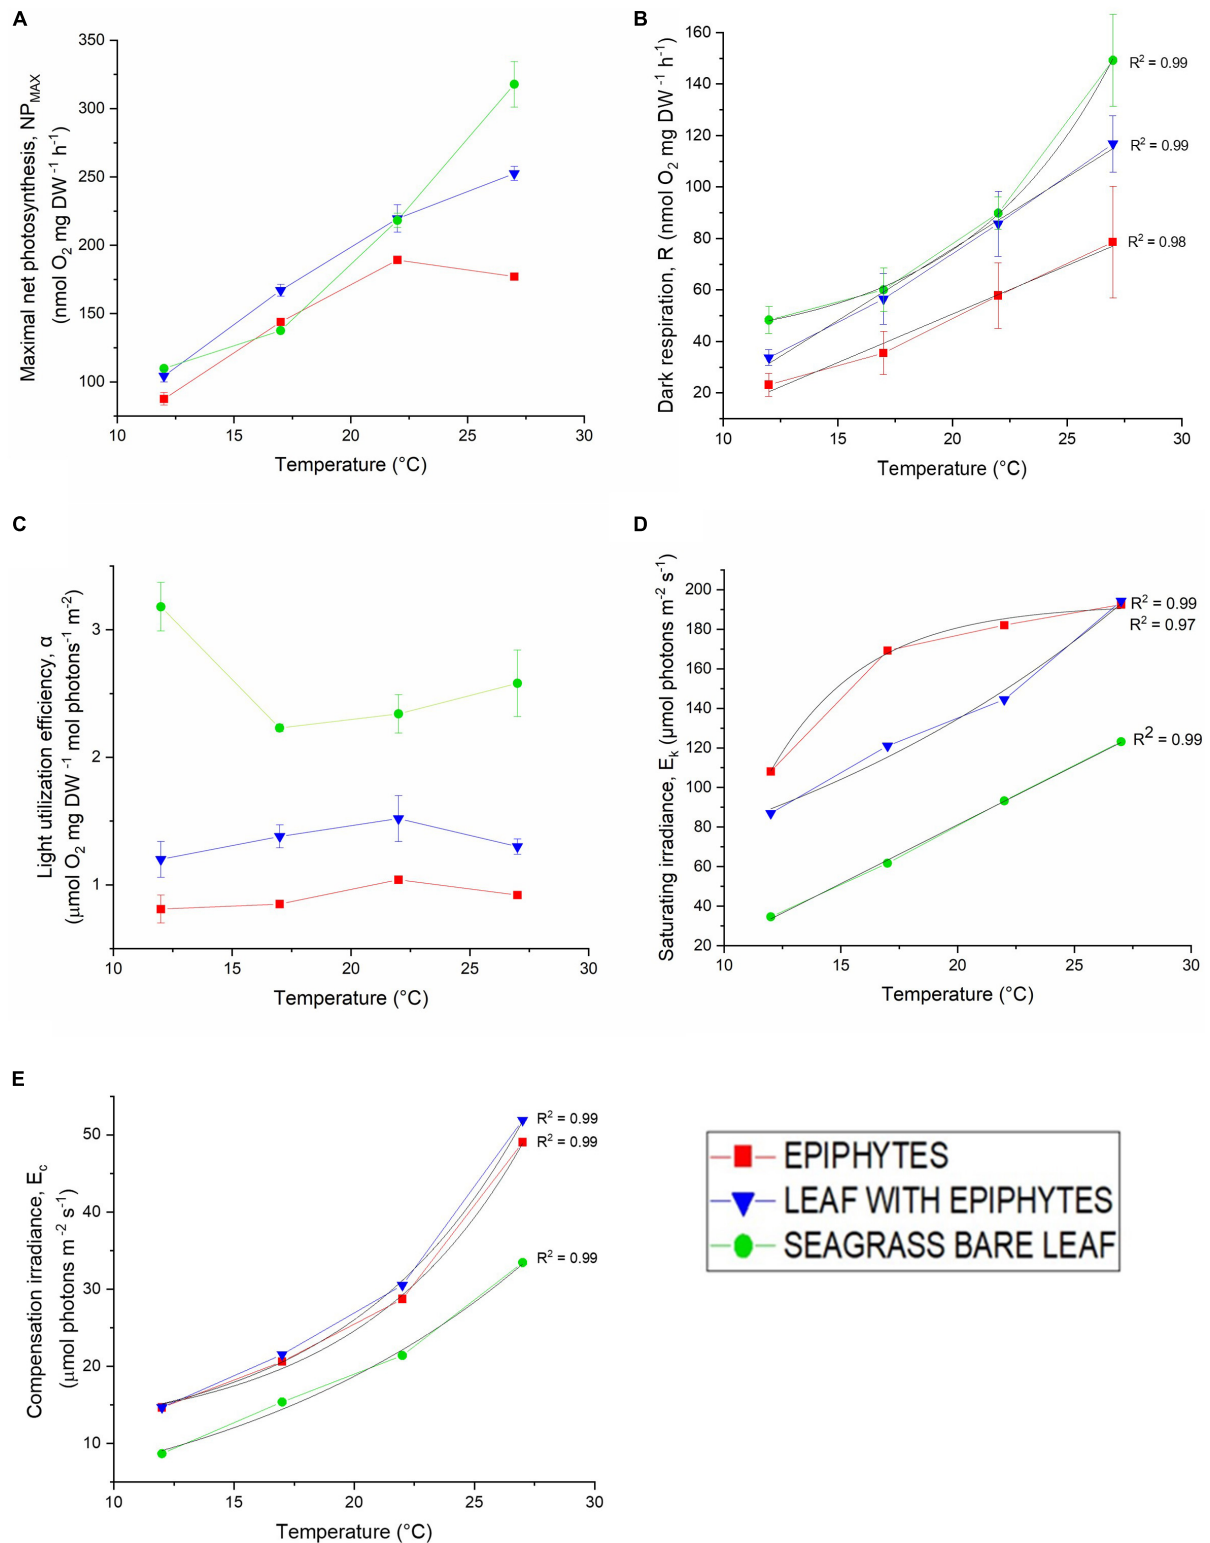 A
Maximal net photosynthesis, NP_MAX
(nmol O₂ mg DW⁻¹ h⁻¹)
350
300
250
200
150
100
10 15 20 25 30
Temperature (°C)
B
Dark respiration, R (nmol O₂ mg DW⁻¹ h⁻¹)
160
140
120
100
80
60
40
20
R² = 0.99
R² = 0.99
R² = 0.98
10 15 20 25 30
Temperature (°C)
C
Light utilization efficiency, α
(μmol O₂ mg DW⁻¹ mol photons⁻¹ m⁻²)
3
2
1
10 15 20 25 30
Temperature (°C)
D
Saturating irradiance, Eₖ (μmol photons m⁻² s⁻¹)
200
180
160
140
120
100
80
60
40
20
R² = 0.99
R² = 0.97
R² = 0.99
10 15 20 25 30
Temperature (°C)
E
Compensation irradiance, E_c
(μmol photons m⁻² s⁻¹)
50
40
30
20
10
R² = 0.99
R² = 0.99
R² = 0.99
10 15 20 25 30
Temperature (°C)
EPIPHYTES
LEAF WITH EPIPHYTES
SEAGRASS BARE LEAF